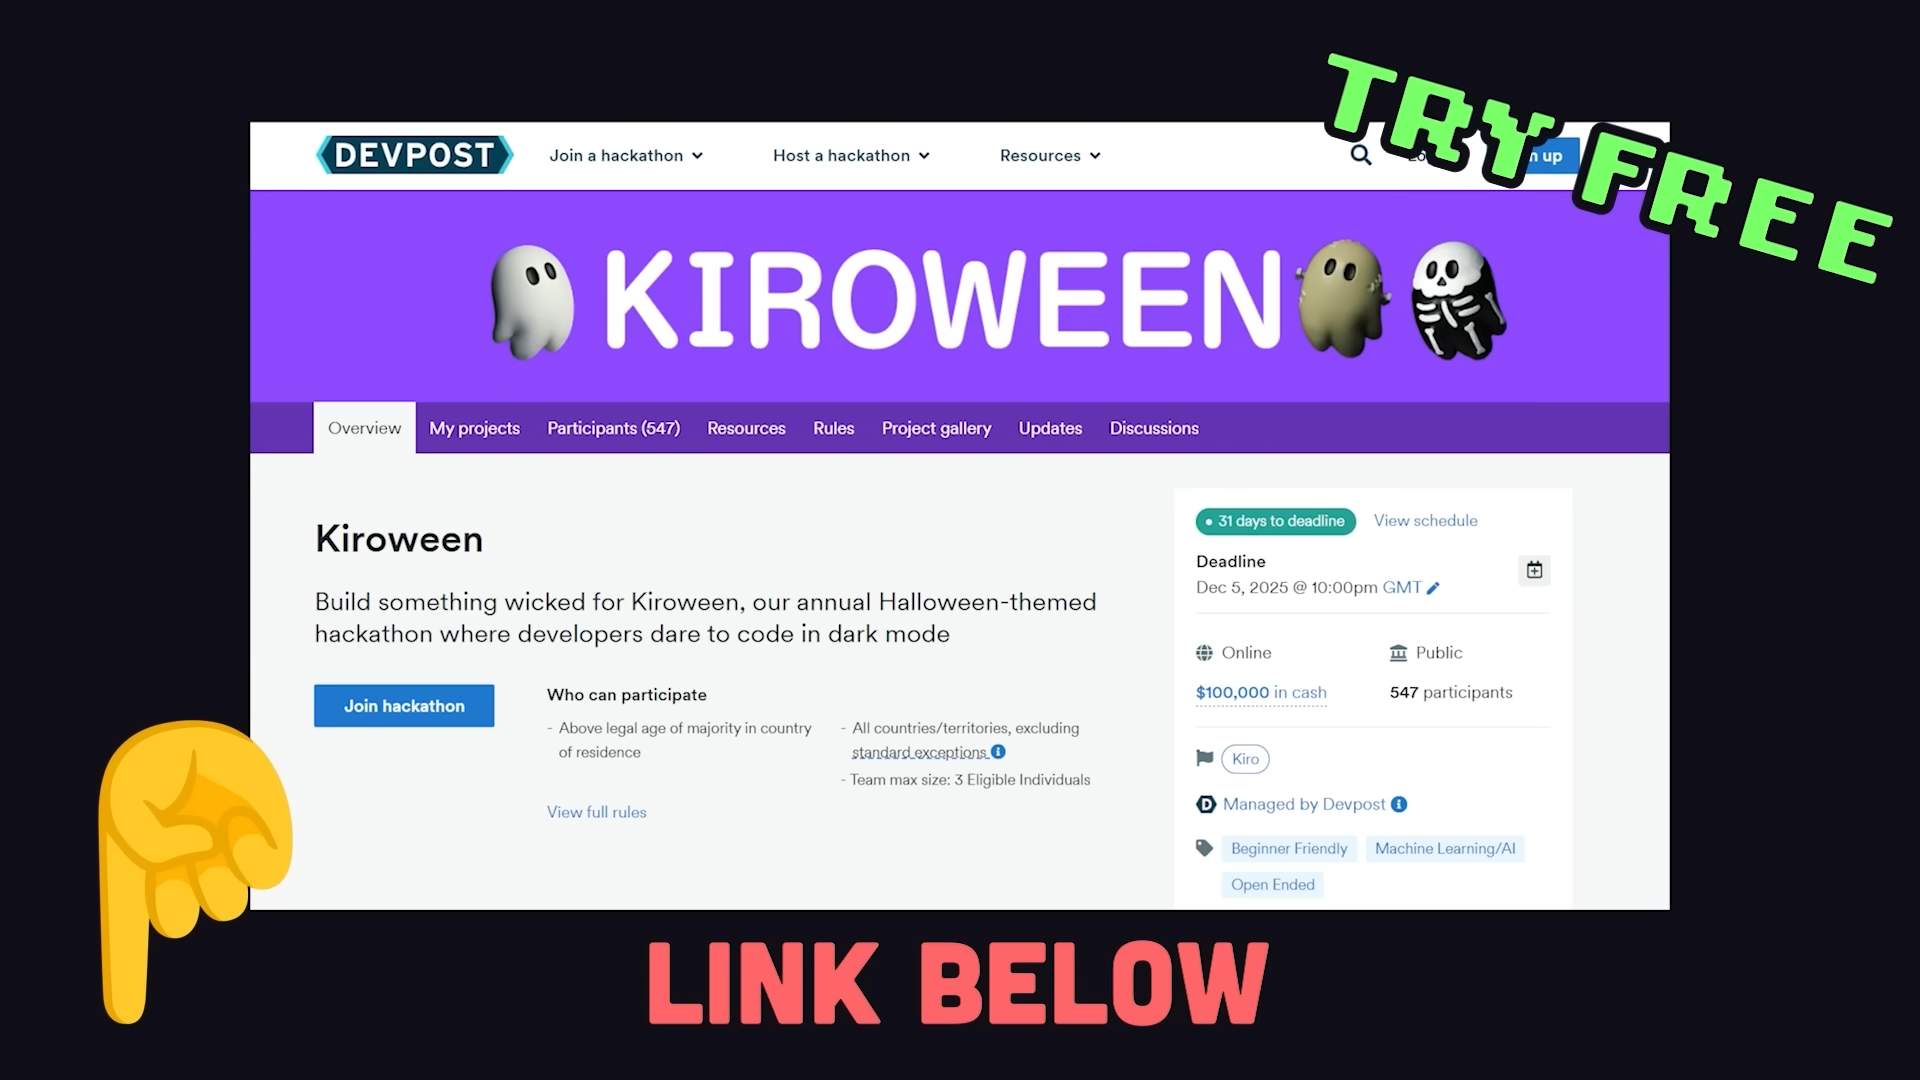 TRY FREE
DEVPOST
Join a hackathon
Host a hackathon
Resources
up
KIROWEEN
Overview
My projects
Participants (547)
Resources
Rules
Project gallery
Updates
Discussions
Kiroween
Build something wicked for Kiroween, our annual Halloween-themed
hackathon where developers dare to code in dark mode
Join hackathon
Who can participate
- Above legal age of majority in country
of residence
- All countries/territories, excluding
standard exceptions
- Team max size: 3 Eligible Individuals
View full rules
• 31 days to deadline
View schedule
Deadline
Dec 5, 2025 @ 10:00pm GMT
Online
Public
$100,000 in cash
547 participants
Kiro
D Managed by Devpost
Beginner Friendly
Machine Learning/AI
Open Ended
LINK BELOW